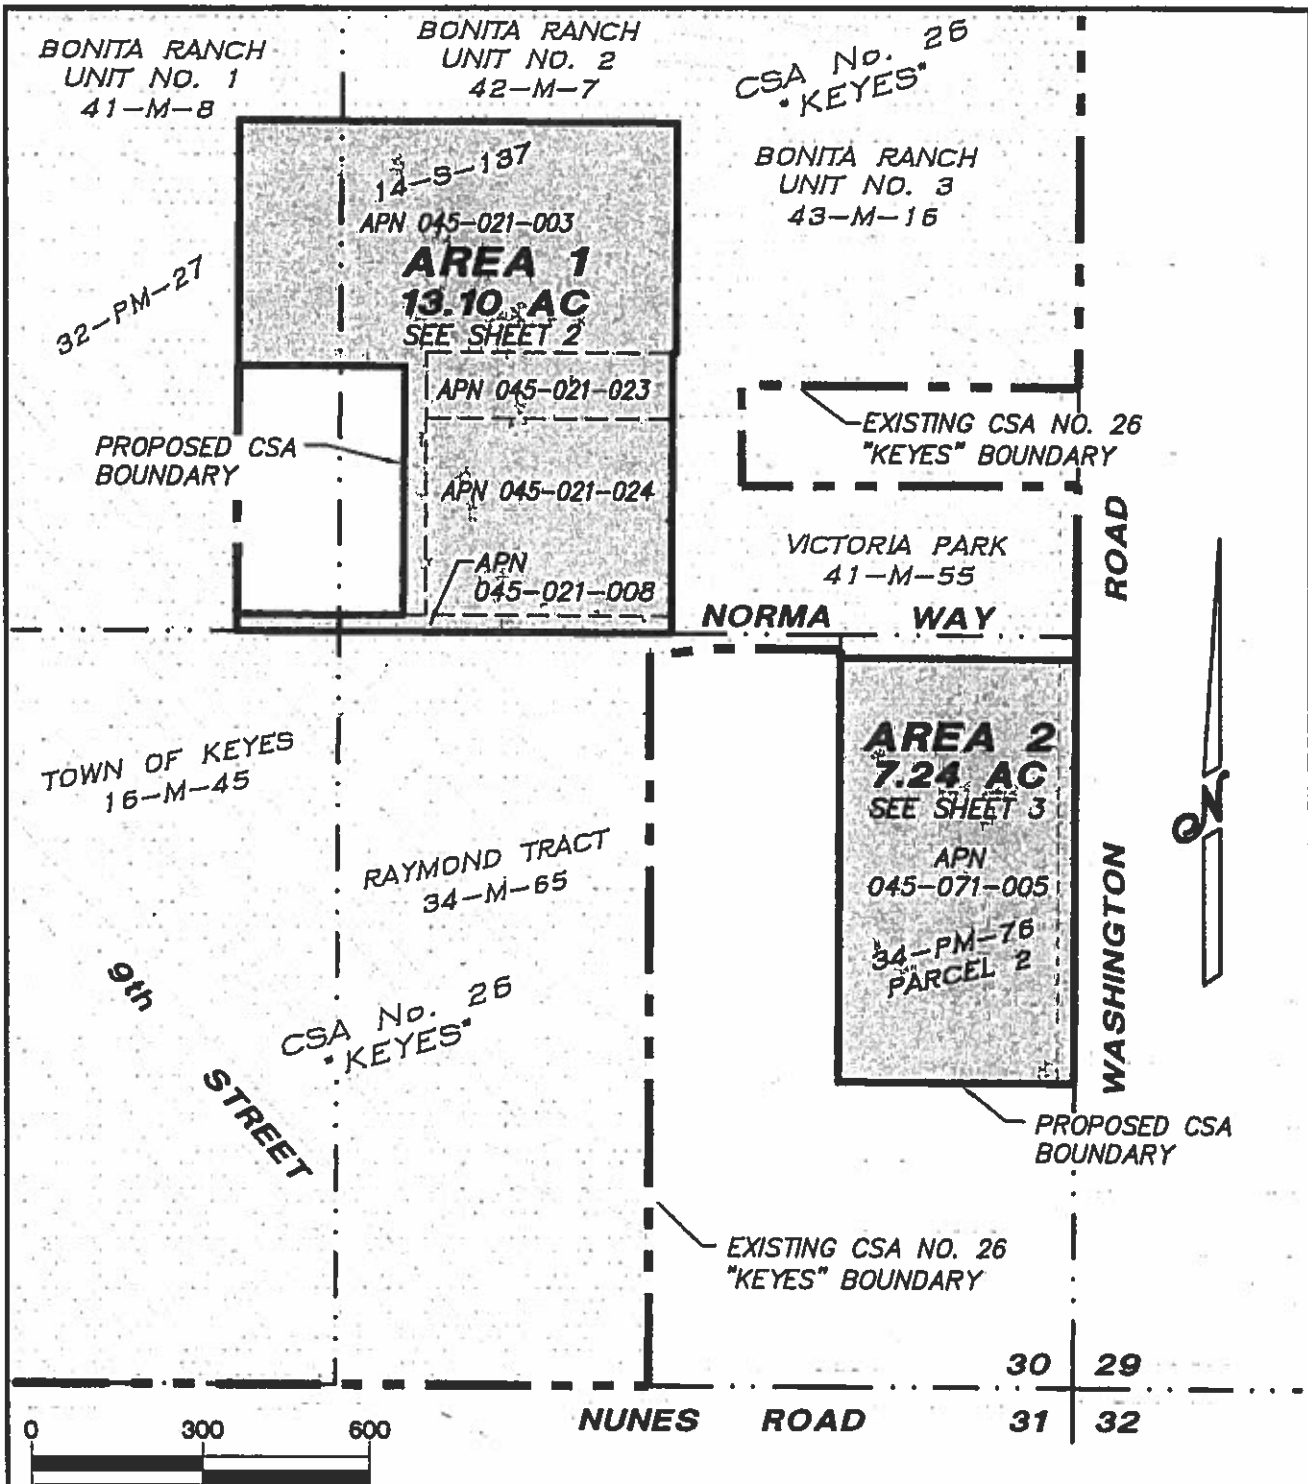 BONITA RANCH
UNIT NO. 1
41-M-8
BONITA RANCH
UNIT NO. 2
42-M-7
CSA No. 26
"KEYES"
BONITA RANCH
UNIT NO. 3
43-M-16
14-S-137
APN 045-021-003
AREA 1
13.10 AC
SEE SHEET 2
32-PM-27
APN 045-021-023
PROPOSED CSA
BOUNDARY
APN 045-021-024
APN
045-021-008
EXISTING CSA NO. 26
"KEYES" BOUNDARY
VICTORIA PARK
41-M-55
NORMA WAY
WASHINGTON ROAD
N
TOWN OF KEYES
16-M-45
RAYMOND TRACT
34-M-65
AREA 2
7.24 AC
SEE SHEET 3
APN
045-071-005
34-PM-76
PARCEL 2
9th STREET
CSA No. 26
"KEYES"
PROPOSED CSA
BOUNDARY
EXISTING CSA NO. 26
"KEYES" BOUNDARY
30 29
NUNES ROAD 31 32
0 300 600